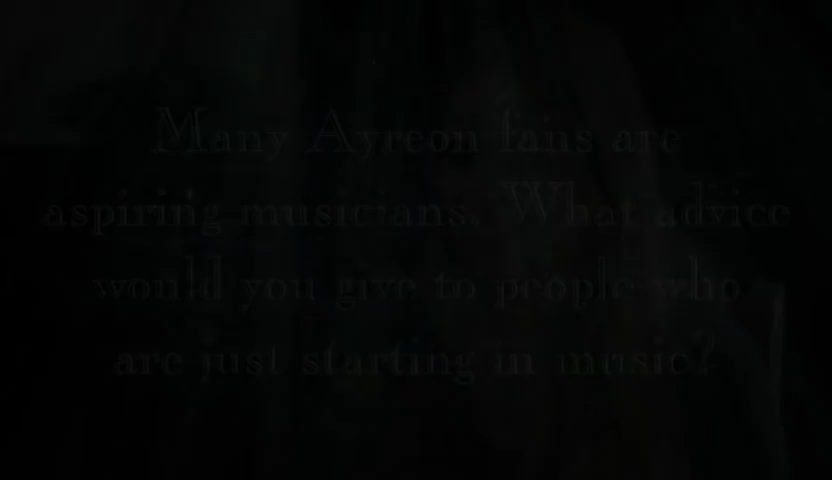 Many Ayreon fans are
aspiring musicians. What advice
would you give to people who
are just starting in music?